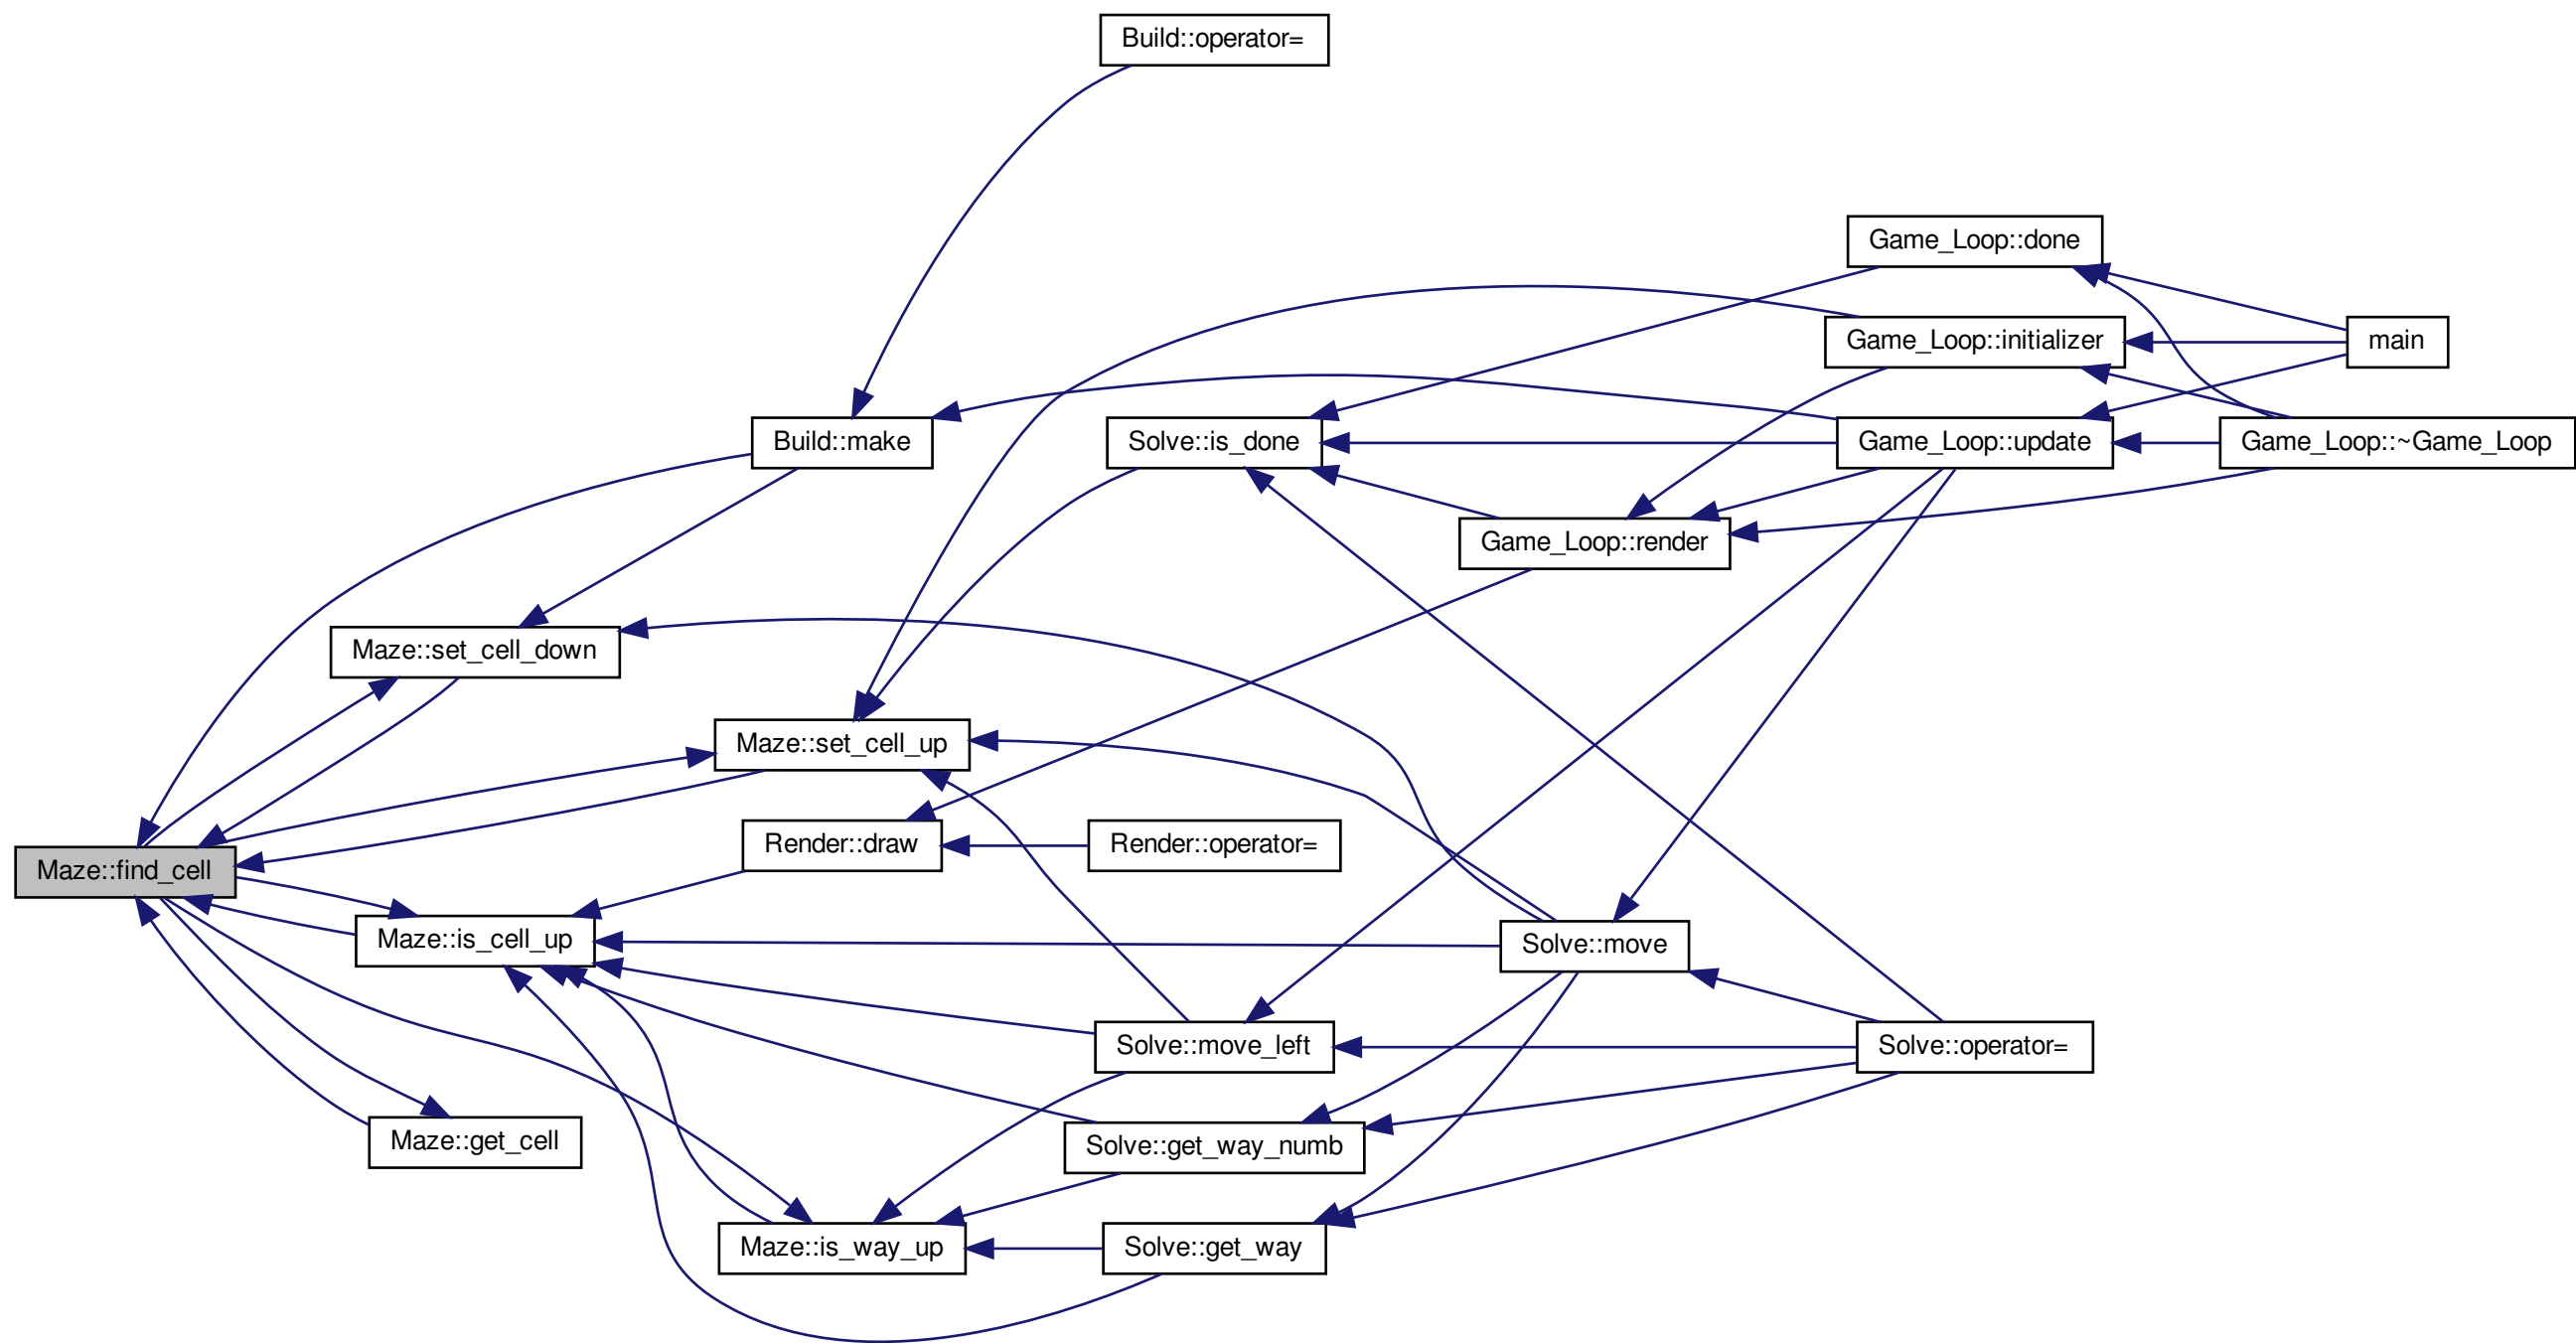 Build::operator=
Game_Loop::done
Game_Loop::initializer
main
Build::make
Solve::is_done
Game_Loop::update
Game_Loop::~Game_Loop
Game_Loop::render
Maze::set_cell_down
Maze::set_cell_up
Render::draw
Render::operator=
Maze::find_cell
Maze::is_cell_up
Solve::move
Solve::move_left
Solve::operator=
Maze::get_cell
Solve::get_way_numb
Maze::is_way_up
Solve::get_way